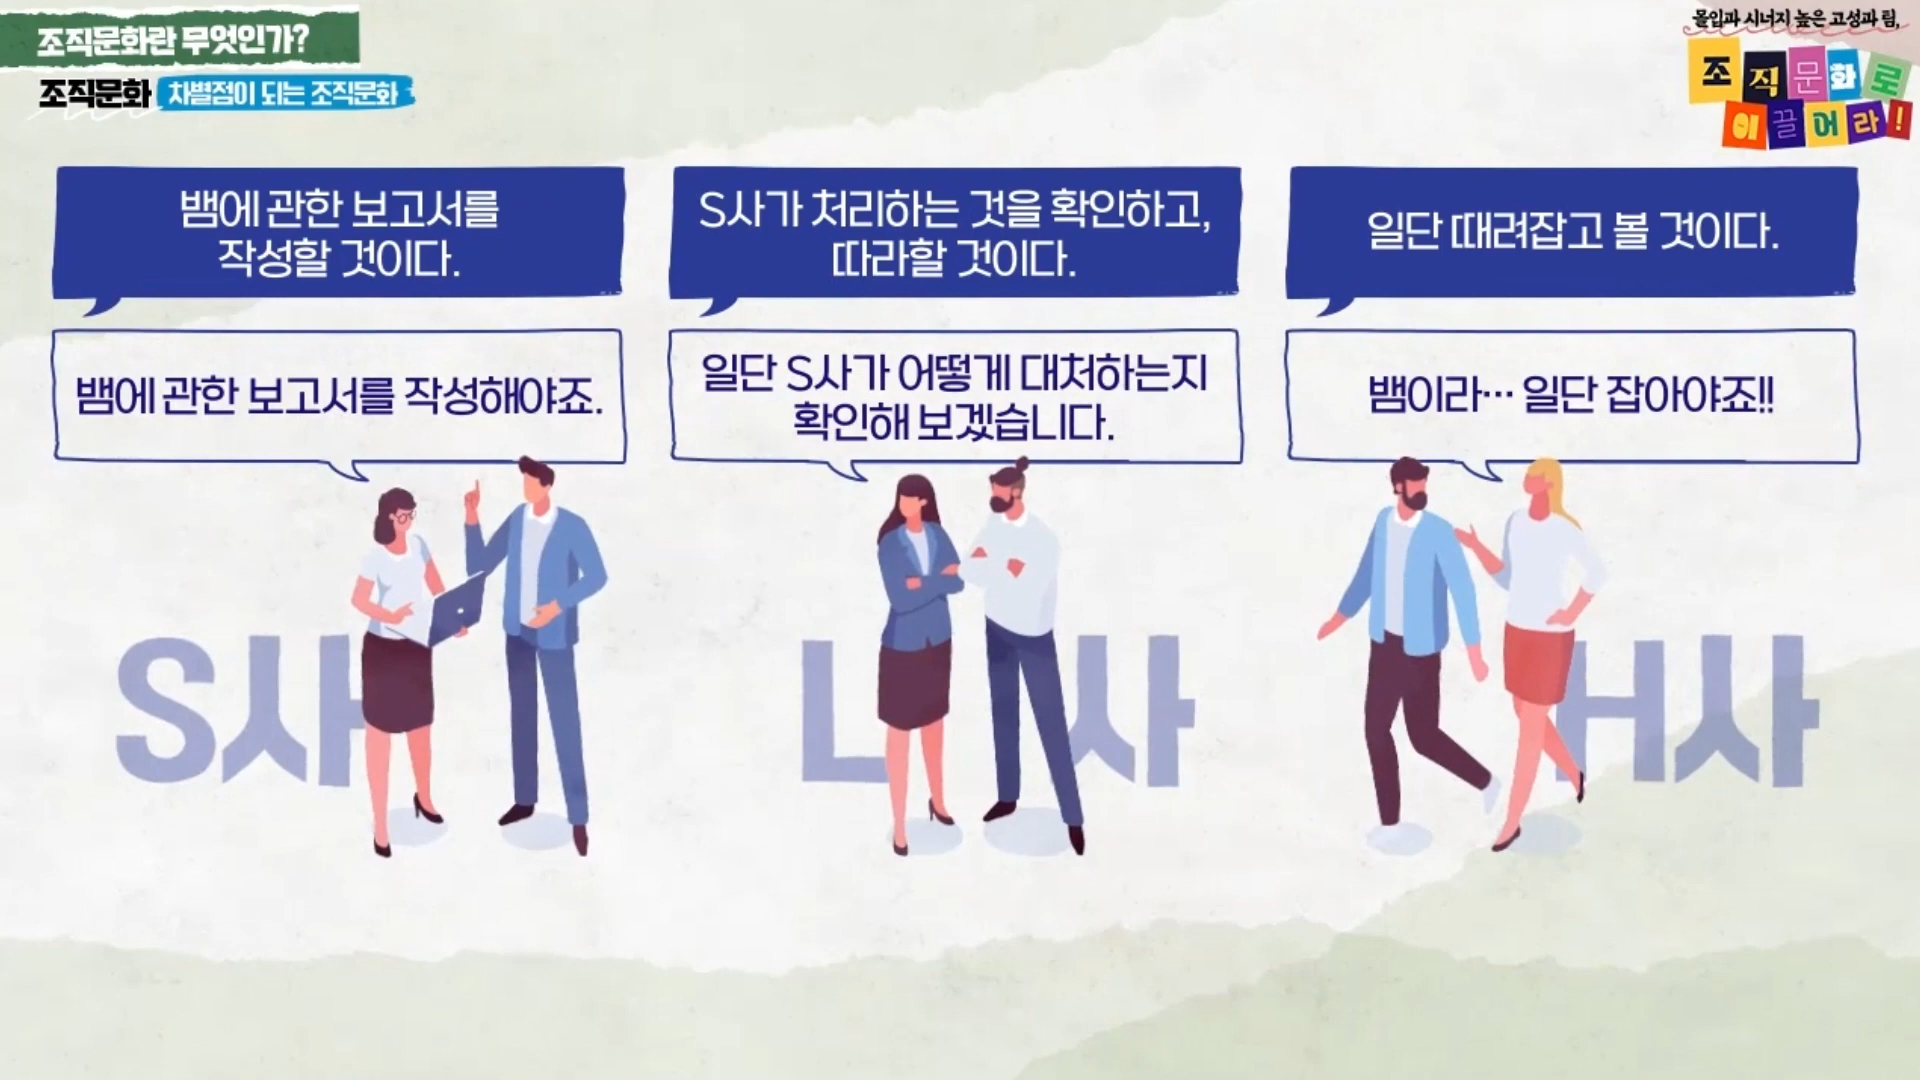 조직문화란 무엇인가?
조직문화 차별점이 되는 조직문화
몰입과 시너지 높은 고성과 팀,
조직문화로
이끌어라!
뱀에 관한 보고서를
작성할 것이다.
뱀에 관한 보고서를 작성해야죠.
S사
S사가 처리하는 것을 확인하고,
따라할 것이다.
일단 S사가 어떻게 대처하는지
확인해 보겠습니다.
L사
일단 때려잡고 볼 것이다.
뱀이라… 일단 잡아야죠!!
H사